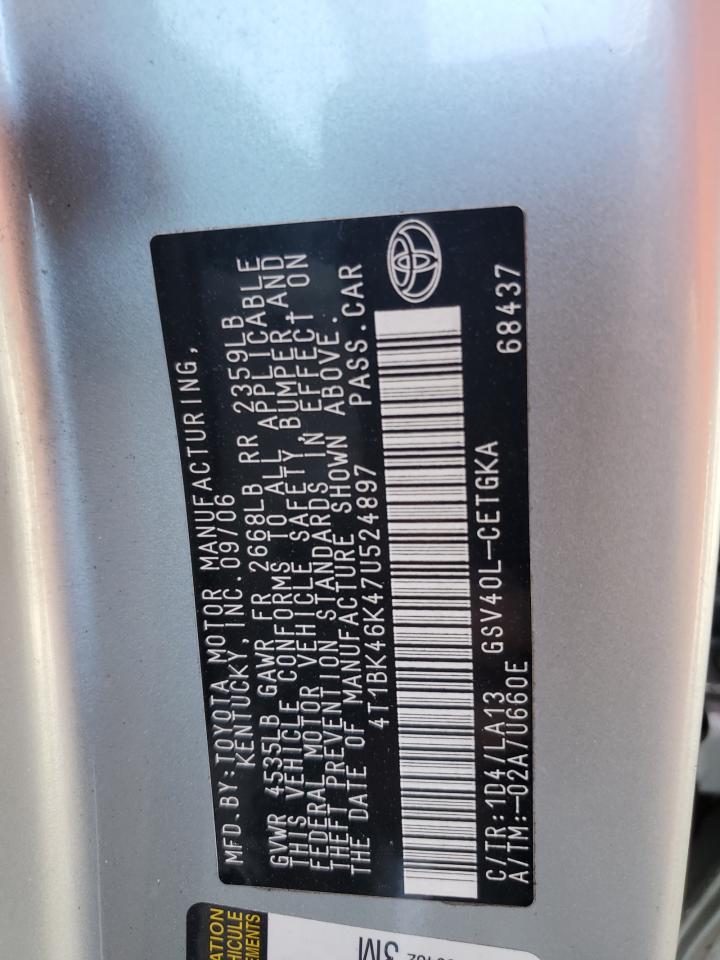 MFD.BY:TOYOTA MOTOR MANUFACTURING,
KENTUCKY, INC. 09/06
GVWR 4535LB GAWR FR 2668LB RR 2359LB
THIS VEHICLE CONFORMS TO ALL APPLICABLE
FEDERAL MOTOR VEHICLE SAFETY,BUMPER,AND
THEFT PREVENTION STANDARDS IN EFFECT ON
THE DATE OF MANUFACTURE SHOWN ABOVE.
4T1BK46K47U524897 PASS.CAR
C/TR:1D4/LA13 GSV40L-CETGKA
A/TM:-02A/U660E 68437
3M